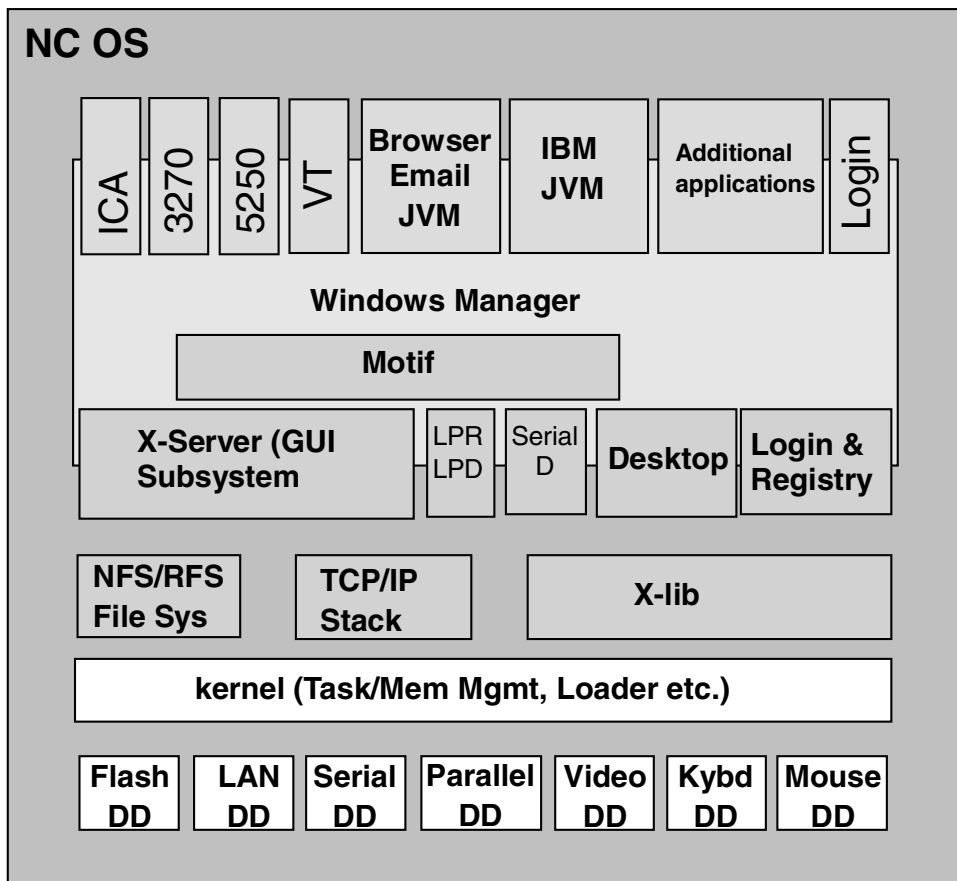 NC OS
ICA
3270
5250
VT
Browser
Email
JVM
IBM
JVM
Additional
applications
Login
Windows Manager
Motif
X-Server (GUI
Subsystem
LPR
LPD
Serial
D
Desktop
Login &
Registry
NFS/RFS
File Sys
TCP/IP
Stack
X-lib
kernel (Task/Mem Mgmt, Loader etc.)
Flash
DD
LAN
DD
Serial
DD
Parallel
DD
Video
DD
Kybd
DD
Mouse
DD